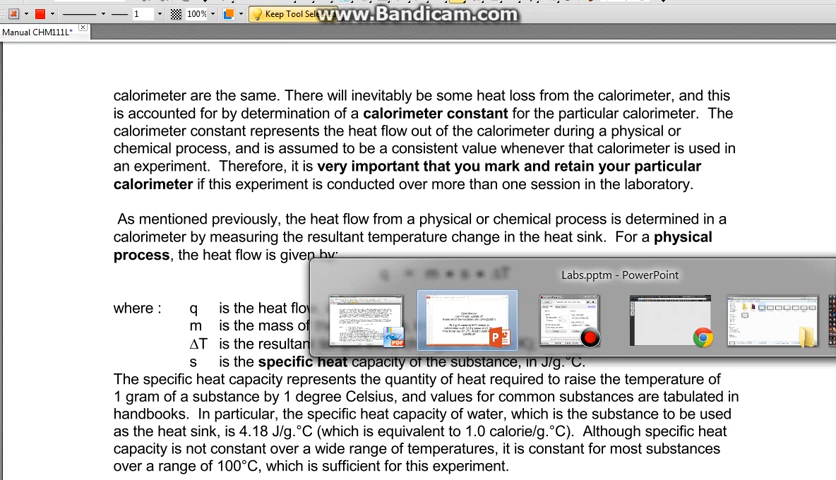 www.Bandicam.com
1
100%
Keep Tool Sele
Manual CHM111L*
calorimeter are the same. There will inevitably be some heat loss from the calorimeter, and this
is accounted for by determination of a calorimeter constant for the particular calorimeter. The
calorimeter constant represents the heat flow out of the calorimeter during a physical or
chemical process, and is assumed to be a consistent value whenever that calorimeter is used in
an experiment. Therefore, it is very important that you mark and retain your particular
calorimeter if this experiment is conducted over more than one session in the laboratory.
As mentioned previously, the heat flow from a physical or chemical process is determined in a
calorimeter by measuring the resultant temperature change in the heat sink. For a physical
process, the heat flow is given by:
q = m • s • ΔT
Labs.pptm - PowerPoint
where : q is the heat flow
m is the mass of
ΔT is the resultan
s is the specific heat capacity of the substance, in J/g.°C.
The specific heat capacity represents the quantity of heat required to raise the temperature of
1 gram of a substance by 1 degree Celsius, and values for common substances are tabulated in
handbooks. In particular, the specific heat capacity of water, which is the substance to be used
as the heat sink, is 4.18 J/g.°C (which is equivalent to 1.0 calorie/g.°C). Although specific heat
capacity is not constant over a wide range of temperatures, it is constant for most substances
over a range of 100°C, which is sufficient for this experiment.